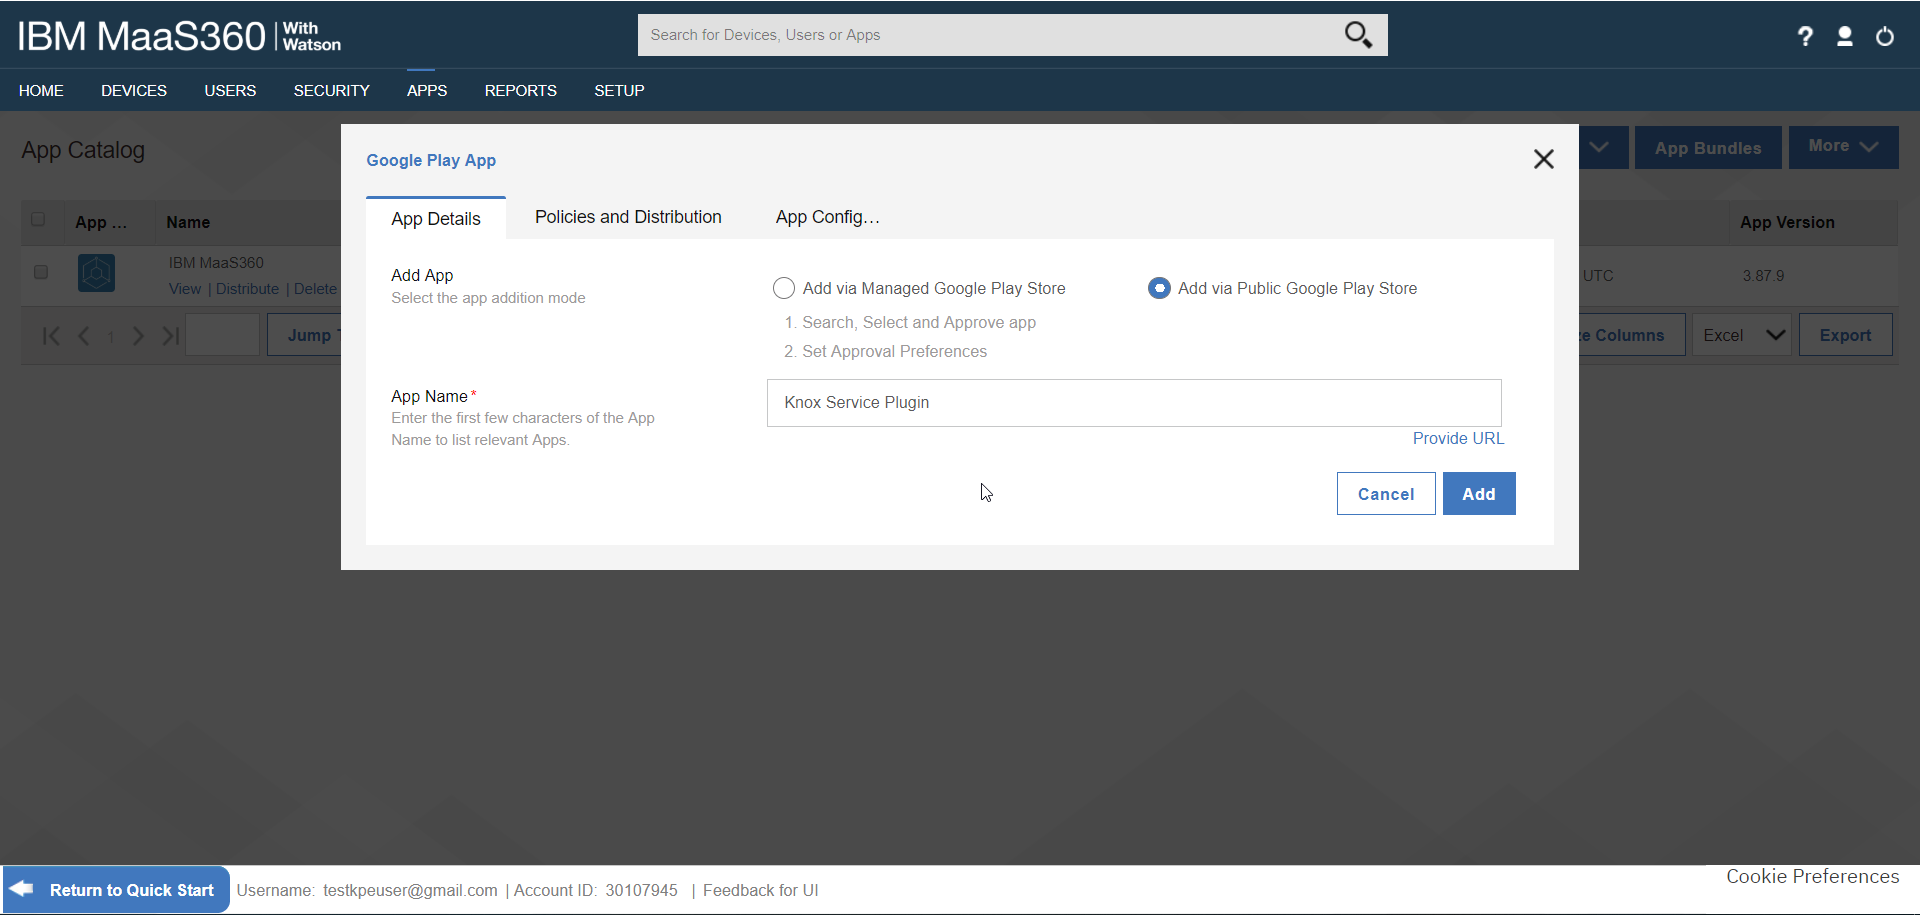 IBM MaaS360 | With Watson
Search for Devices, Users or Apps
?
HOME DEVICES USERS SECURITY APPS REPORTS SETUP
App Catalog
App Bundles
More
Google Play App
App Details
Policies and Distribution
App Config...
App ...
Name
App Version
IBM MaaS360
View | Distribute | Delete
UTC
3.87.9
1
Jump
Columns
Excel
Export
Add App
Select the app addition mode
Add via Managed Google Play Store
1. Search, Select and Approve app
2. Set Approval Preferences
Add via Public Google Play Store
App Name*
Enter the first few characters of the App
Name to list relevant Apps.
Knox Service Plugin
Provide URL
Cancel
Add
Return to Quick Start
Username: testkpeuser@gmail.com | Account ID: 30107945 | Feedback for UI
Cookie Preferences